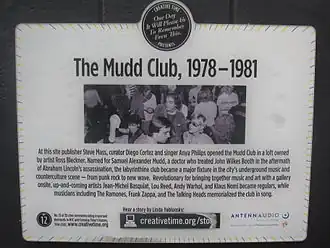 CREATIVE TIME
One Day
It Will Please Us
To Remember
Even This.
PRESENTS
The Mudd Club, 1978–1981
At this site publisher Steve Mass, curator Diego Cortez and singer Anya Phillips opened the Mudd Club in a loft owned
by artist Ross Bleckner. Named for Samuel Alexander Mudd, a doctor who treated John Wilkes Booth in the aftermath
of Abraham Lincoln's assassination, the labyrinthine club became a major fixture in the city's underground music and
counterculture scene — from punk rock to new wave. Revolutionary for bringing together music and art with a gallery
onsite, up-and-coming artists Jean-Michel Basquiat, Lou Reed, Andy Warhol, and Klaus Nomi became regulars, while
musicians including The Ramones, Frank Zappa, and The Talking Heads memorialized the club in song.
12
Hear a story by Linda Yablonsky:
creativetime.org/sto
ANTENNAAUDIO